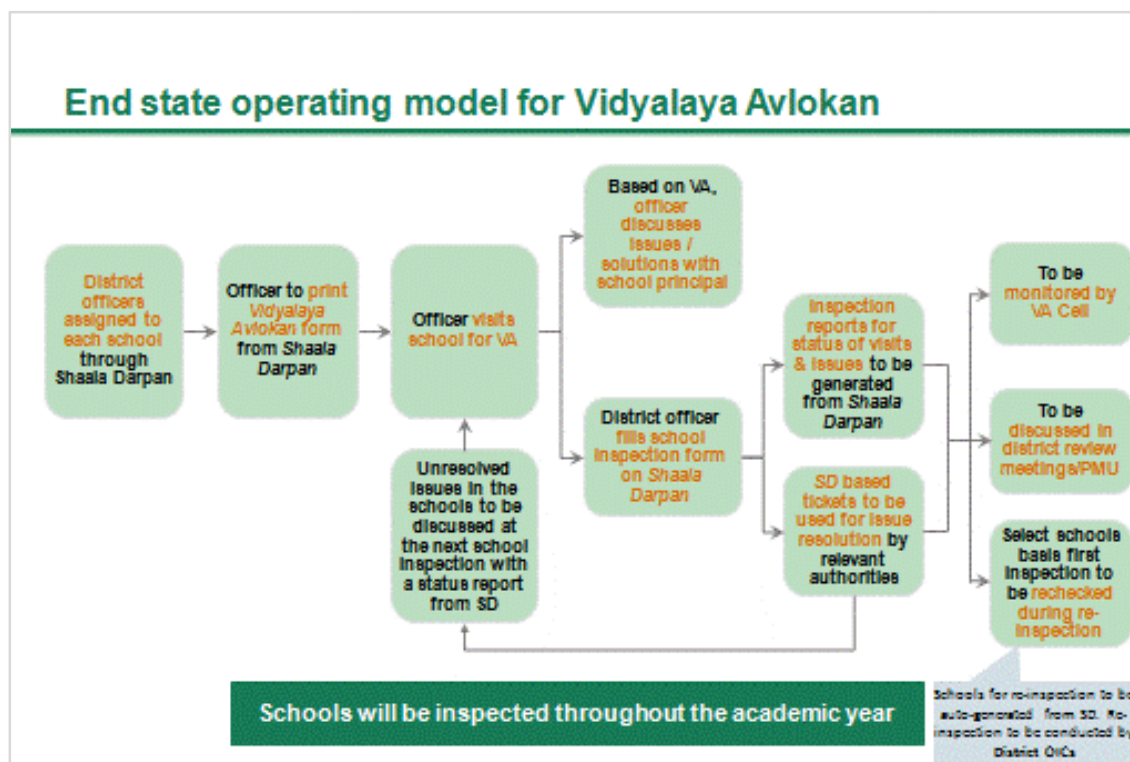 End state operating model for Vidyalaya Avlokan
District
officers
assigned to
each school
through
Shaala Darpan
Officer to print
Vidyalaya
Avlokan form
from Shaala
Darpan
Officer visits
school for VA
Based on VA,
officer
discusses
issues /
solutions with
school principal
District officer
fills school
inspection form
on Shaala
Darpan
Unresolved
issues in the
schools to be
discussed at
the next school
inspection with
a status report
from SD
Inspection
reports for
status of visits
& issues to be
generated
from Shaala
Darpan
SD based
tickets to be
used for issue
resolution by
relevant
authorities
To be
monitored by
VA Cell
To be
discussed in
district review
meetings/PMU
Select schools
basis first
inspection to
be rechecked
during re-
inspection
Schools will be inspected throughout the academic year
Schools for re-inspection to be
auto-generated from SD. Re-
inspection to be conducted by
District OICs